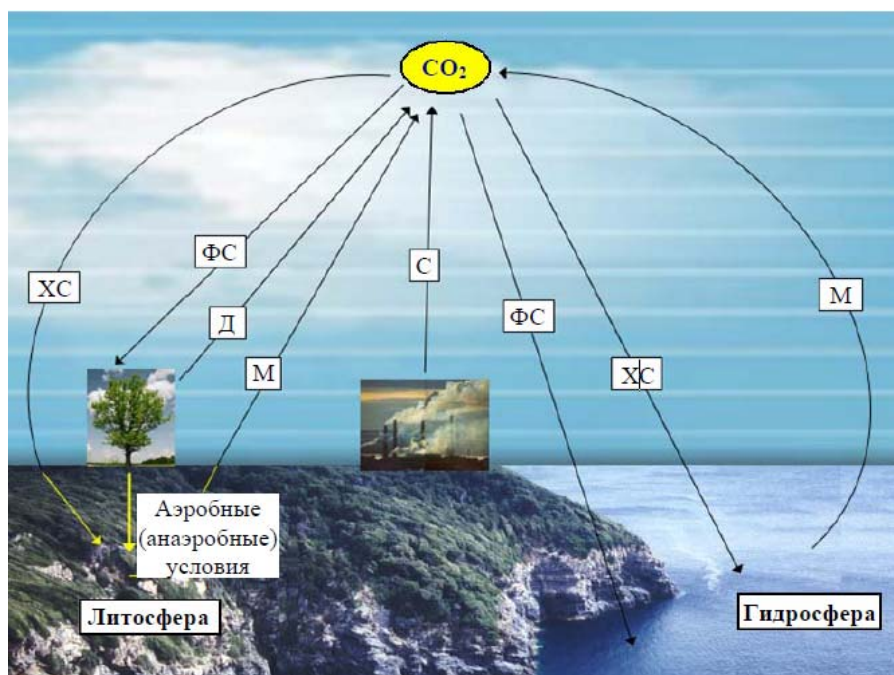 CO₂
ФС
С
ХС
М
Д
ФС
М
ХС
Аэробные
(анаэробные)
условия
Литосфера
Гидросфера